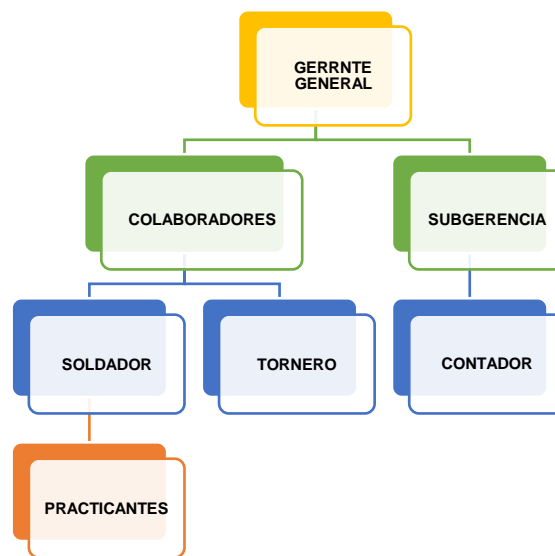 GERRNTE
GENERAL
COLABORADORES
SUBGERENCIA
SOLDADOR
TORNERO
CONTADOR
PRACTICANTES